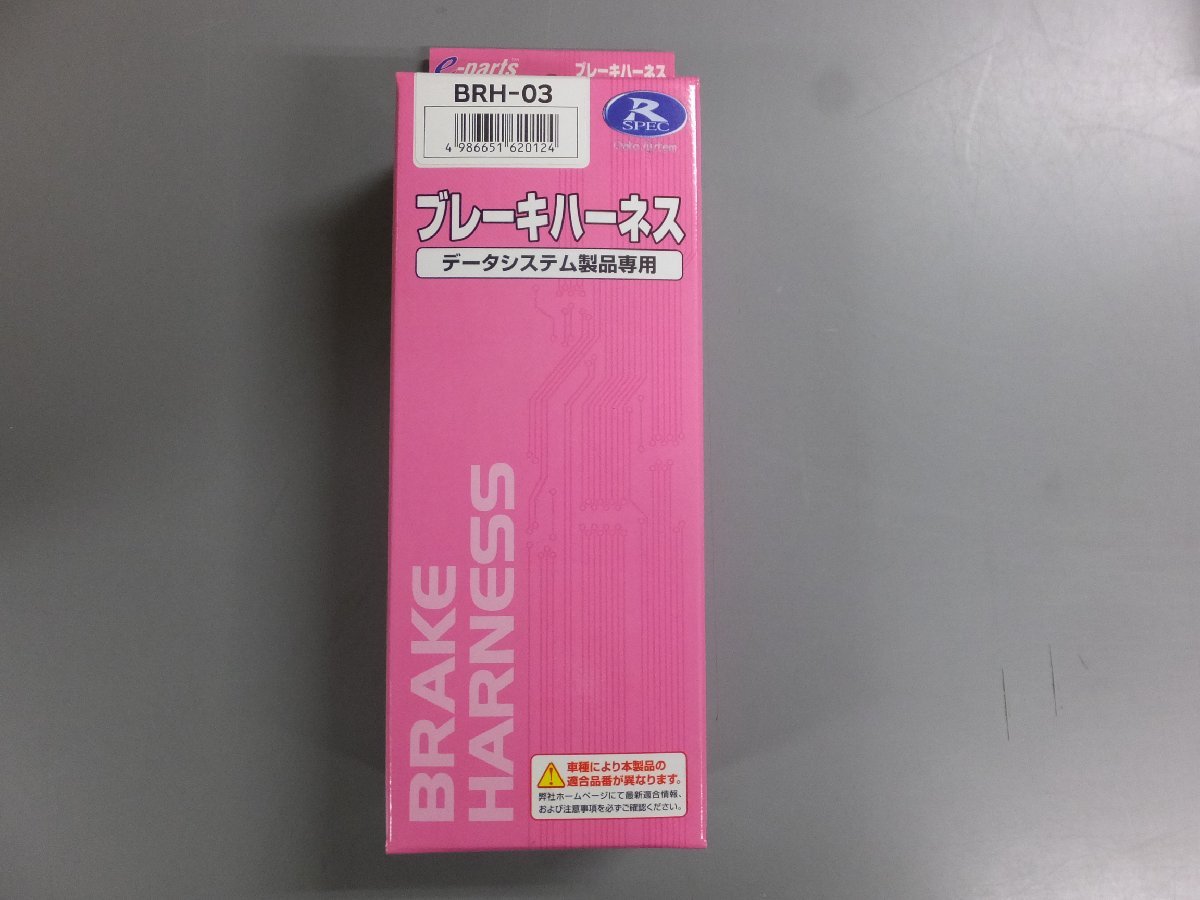 e-parts
ブレーキハーネス
BRH-03
4 986651 620124
R
SPEC
Data system
ブレーキハーネス
データシステム製品専用
BRAKE
HARNESS
車種により本製品の
適合品番が異なります。
弊社ホームページにて最新適合情報、
および注意事項を必ずご確認ください。